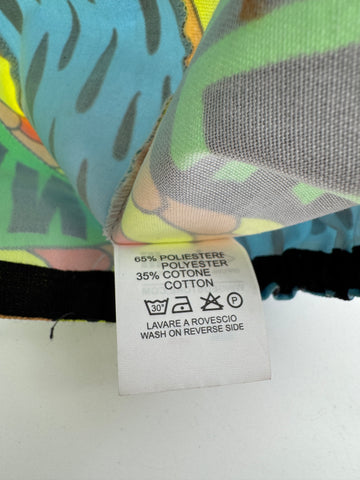 65% POLIESTERE
POLYESTER
35% COTONE
COTTON
30°
P
LAVARE A ROVESCIO
WASH ON REVERSE SIDE